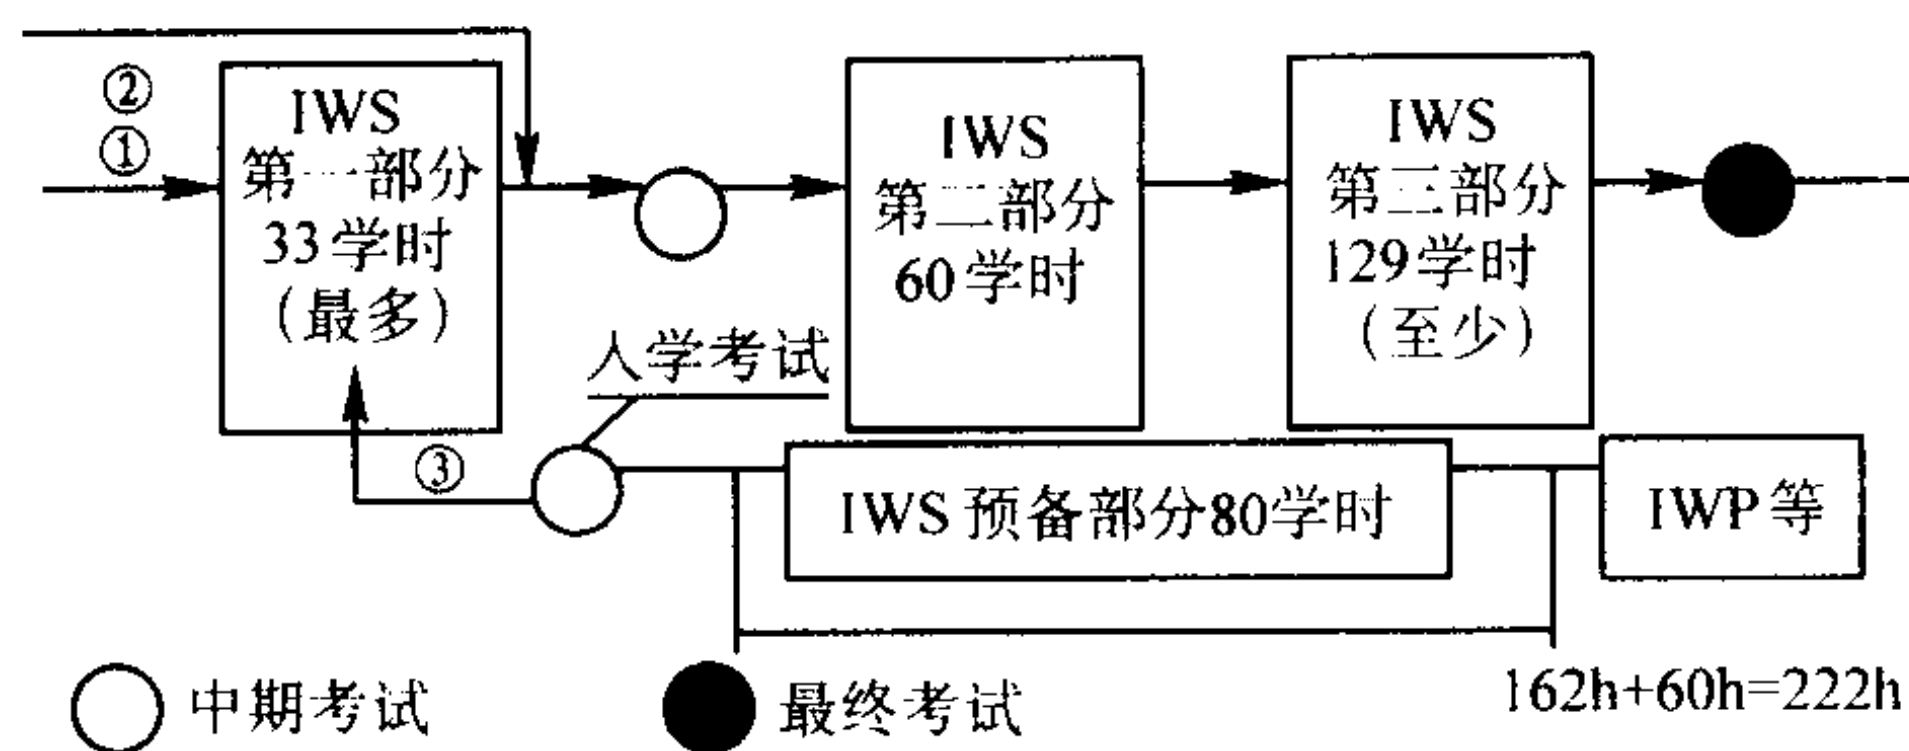 ②
①
IWS
第一部分
33学时
(最多)
IWS
第二部分
60学时
IWS
第三部分
129学时
(至少)
人学考试
③
IWS 预备部分80学时
IWP等
162h+60h=222h
中期考试
最终考试